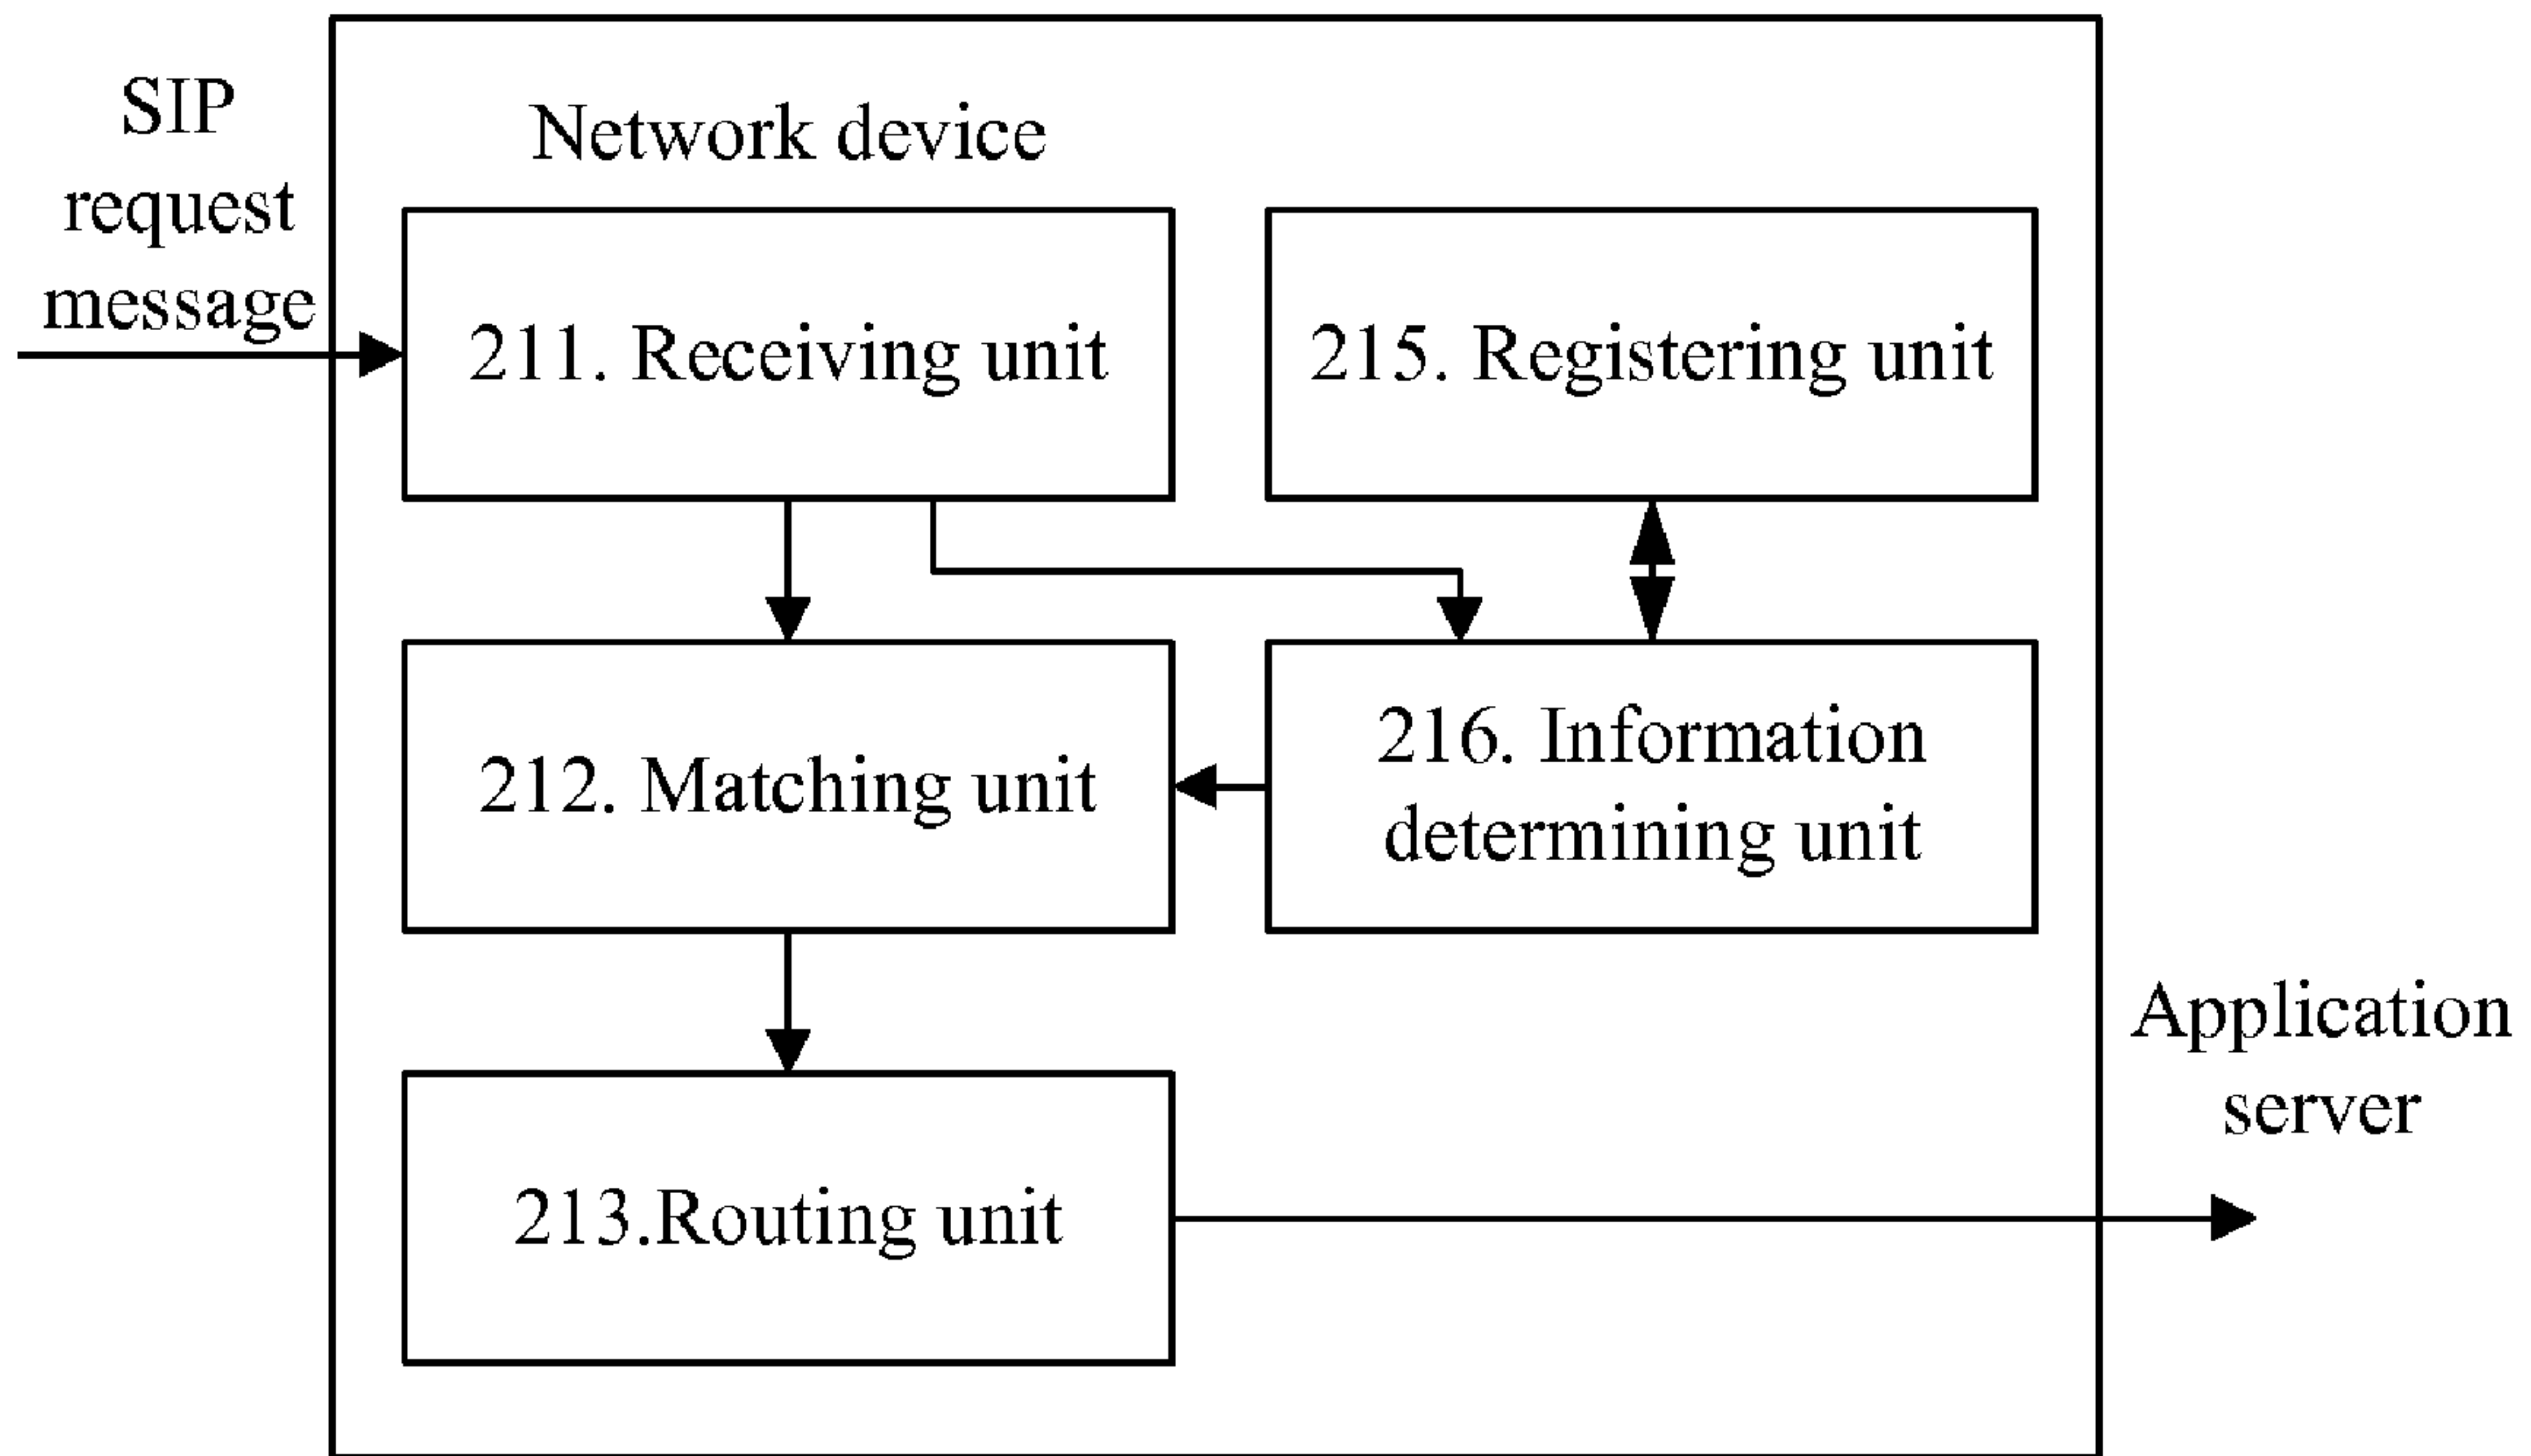 SIP
request
message
Network device
211. Receiving unit
215. Registering unit
212. Matching unit
216. Information
determining unit
213.Routing unit
Application
server